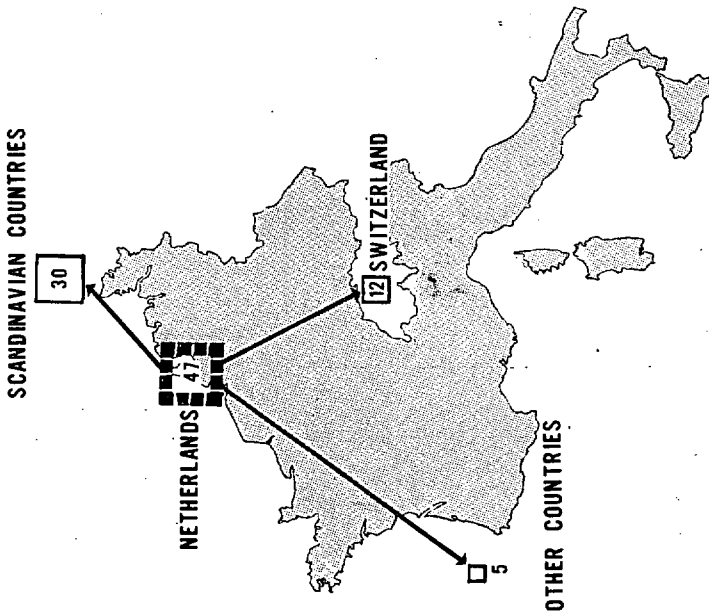 SCANDINAVIAN COUNTRIES
30
NETHERLANDS
47
12
SWITZERLAND
5
OTHER COUNTRIES